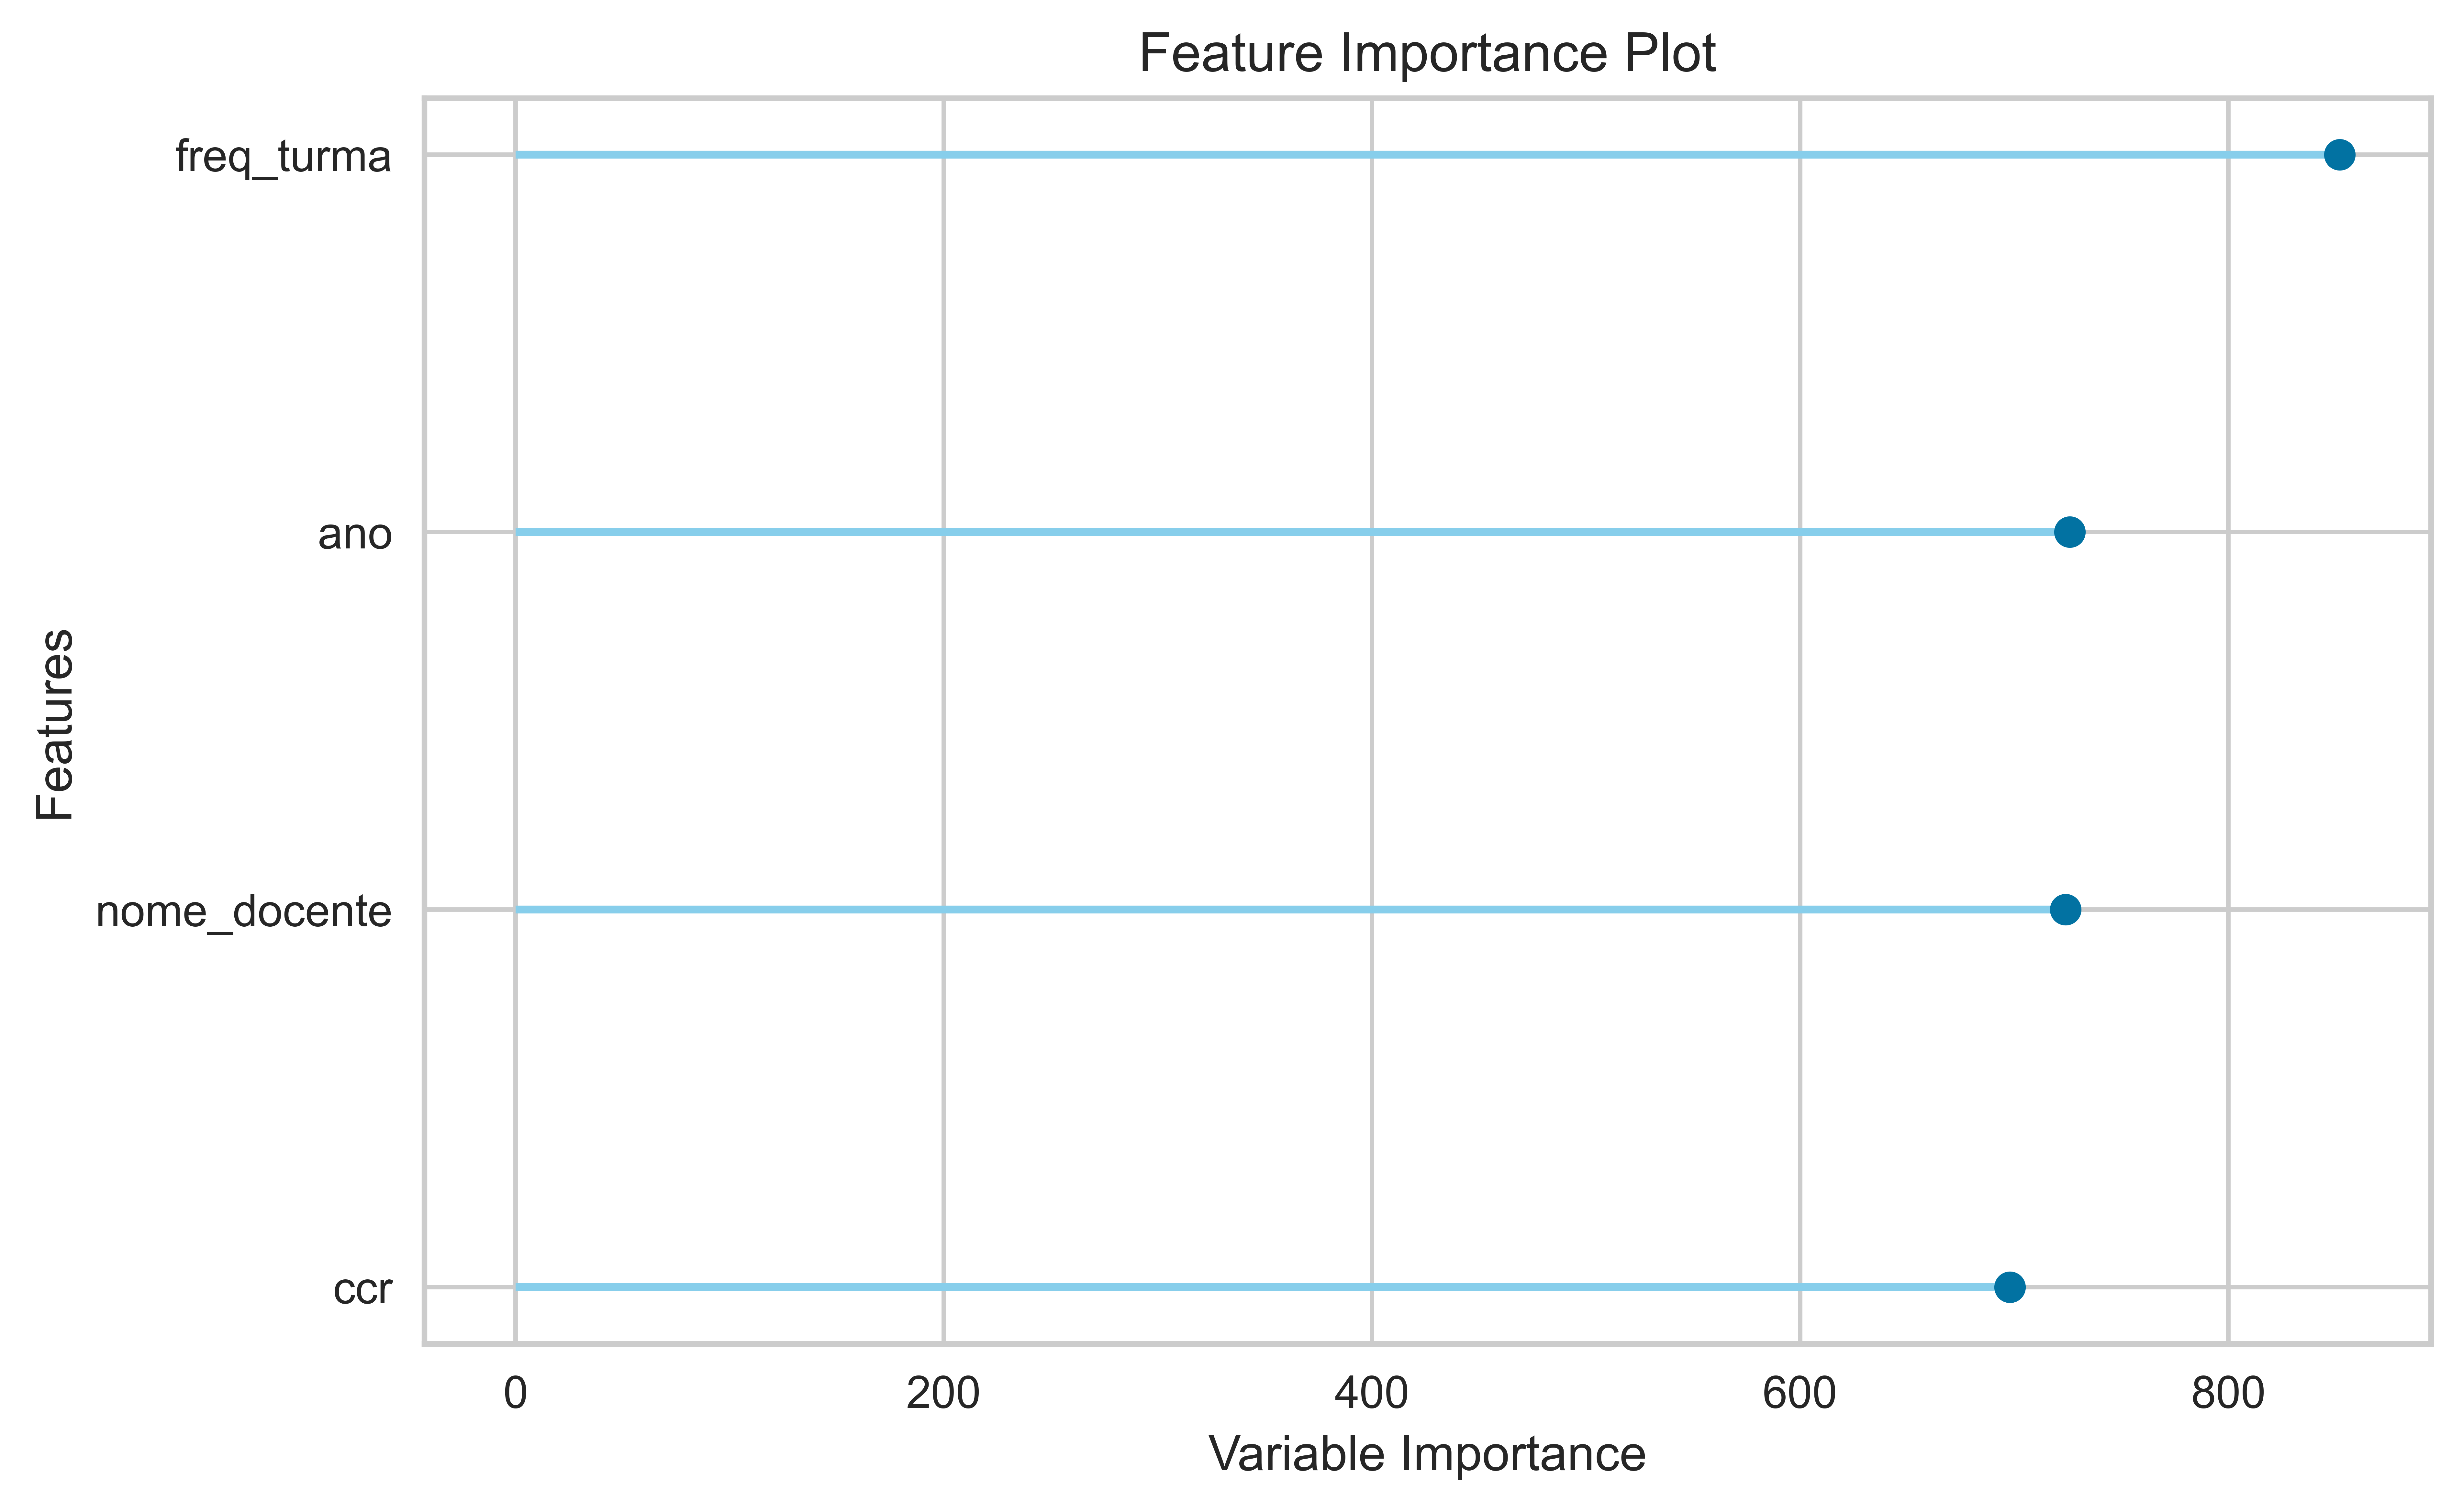 Feature Importance Plot
freq_turma
ano
nome_docente
ccr
Features
0 200 400 600 800
Variable Importance